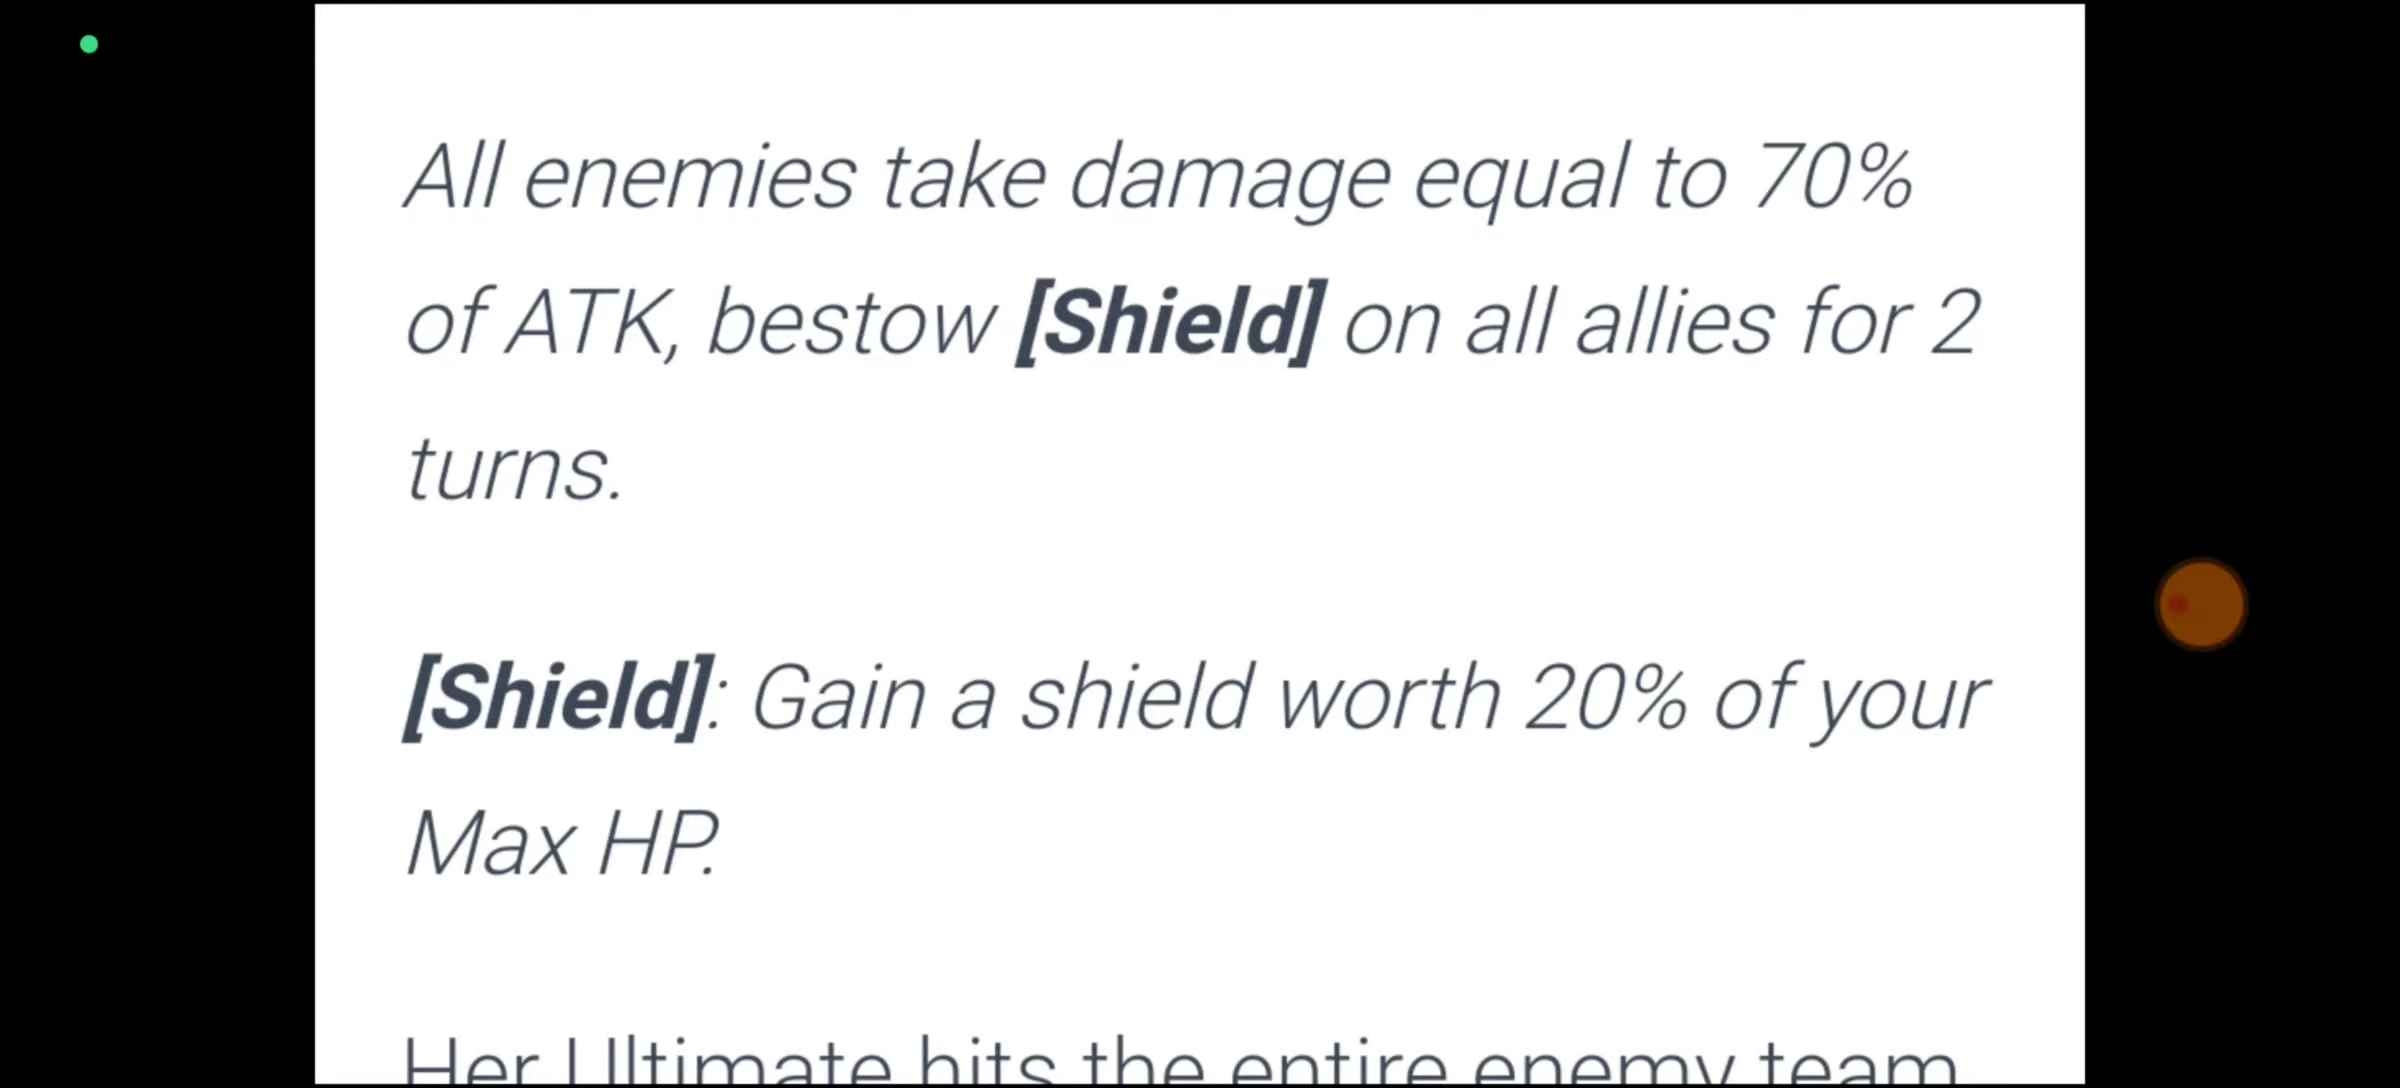 All enemies take damage equal to 70%
of ATK, bestow [Shield] on all allies for 2
turns.
[Shield]: Gain a shield worth 20% of your
Max HP.
Her Ultimate hits the entire enemy team